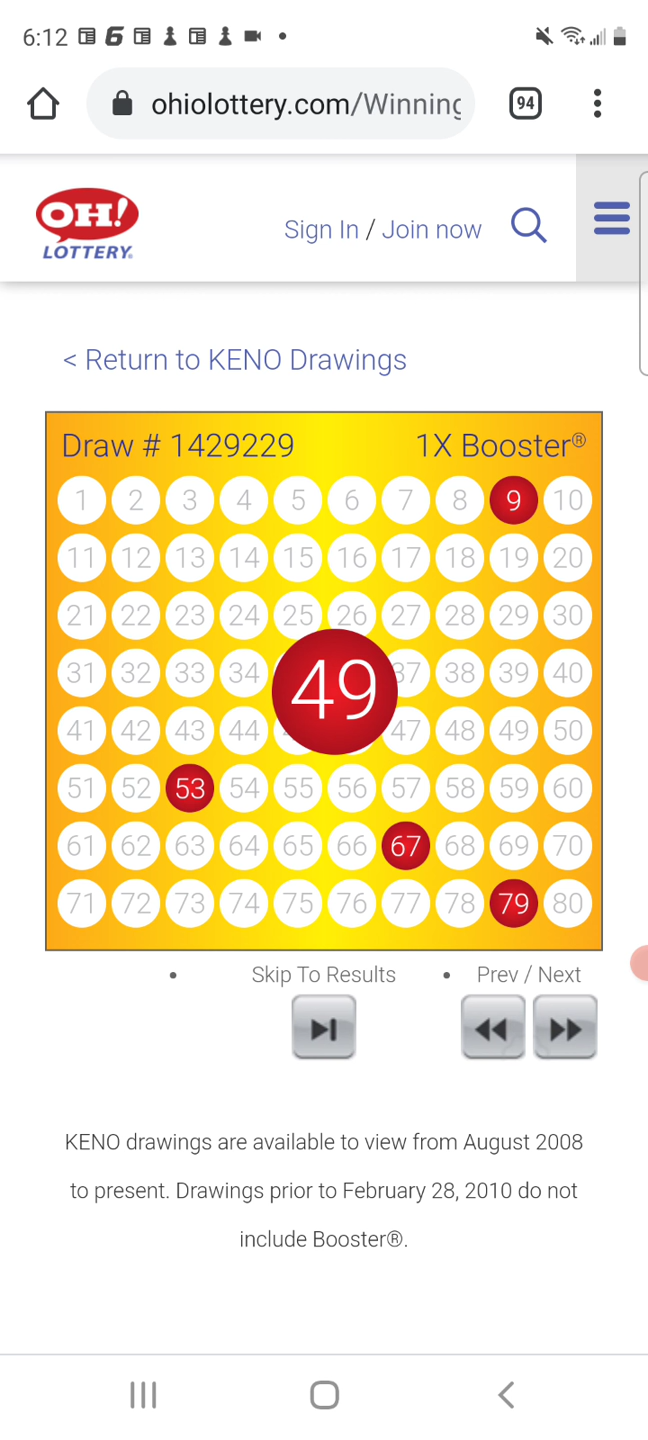 6:12
94
ohiolottery.com/Winning
OH!
LOTTERY.
Sign In / Join now
< Return to KENO Drawings
Draw # 1429229 1X Booster®
1 2 3 4 5 6 7 8 9 10
11 12 13 14 15 16 17 18 19 20
21 22 23 24 25 26 27 28 29 30
31 32 33 34 37 38 39 40
49
41 42 43 44 47 48 49 50
51 52 53 54 55 56 57 58 59 60
61 62 63 64 65 66 67 68 69 70
71 72 73 74 75 76 77 78 79 80
• Skip To Results • Prev / Next
KENO drawings are available to view from August 2008
to present. Drawings prior to February 28, 2010 do not
include Booster®.